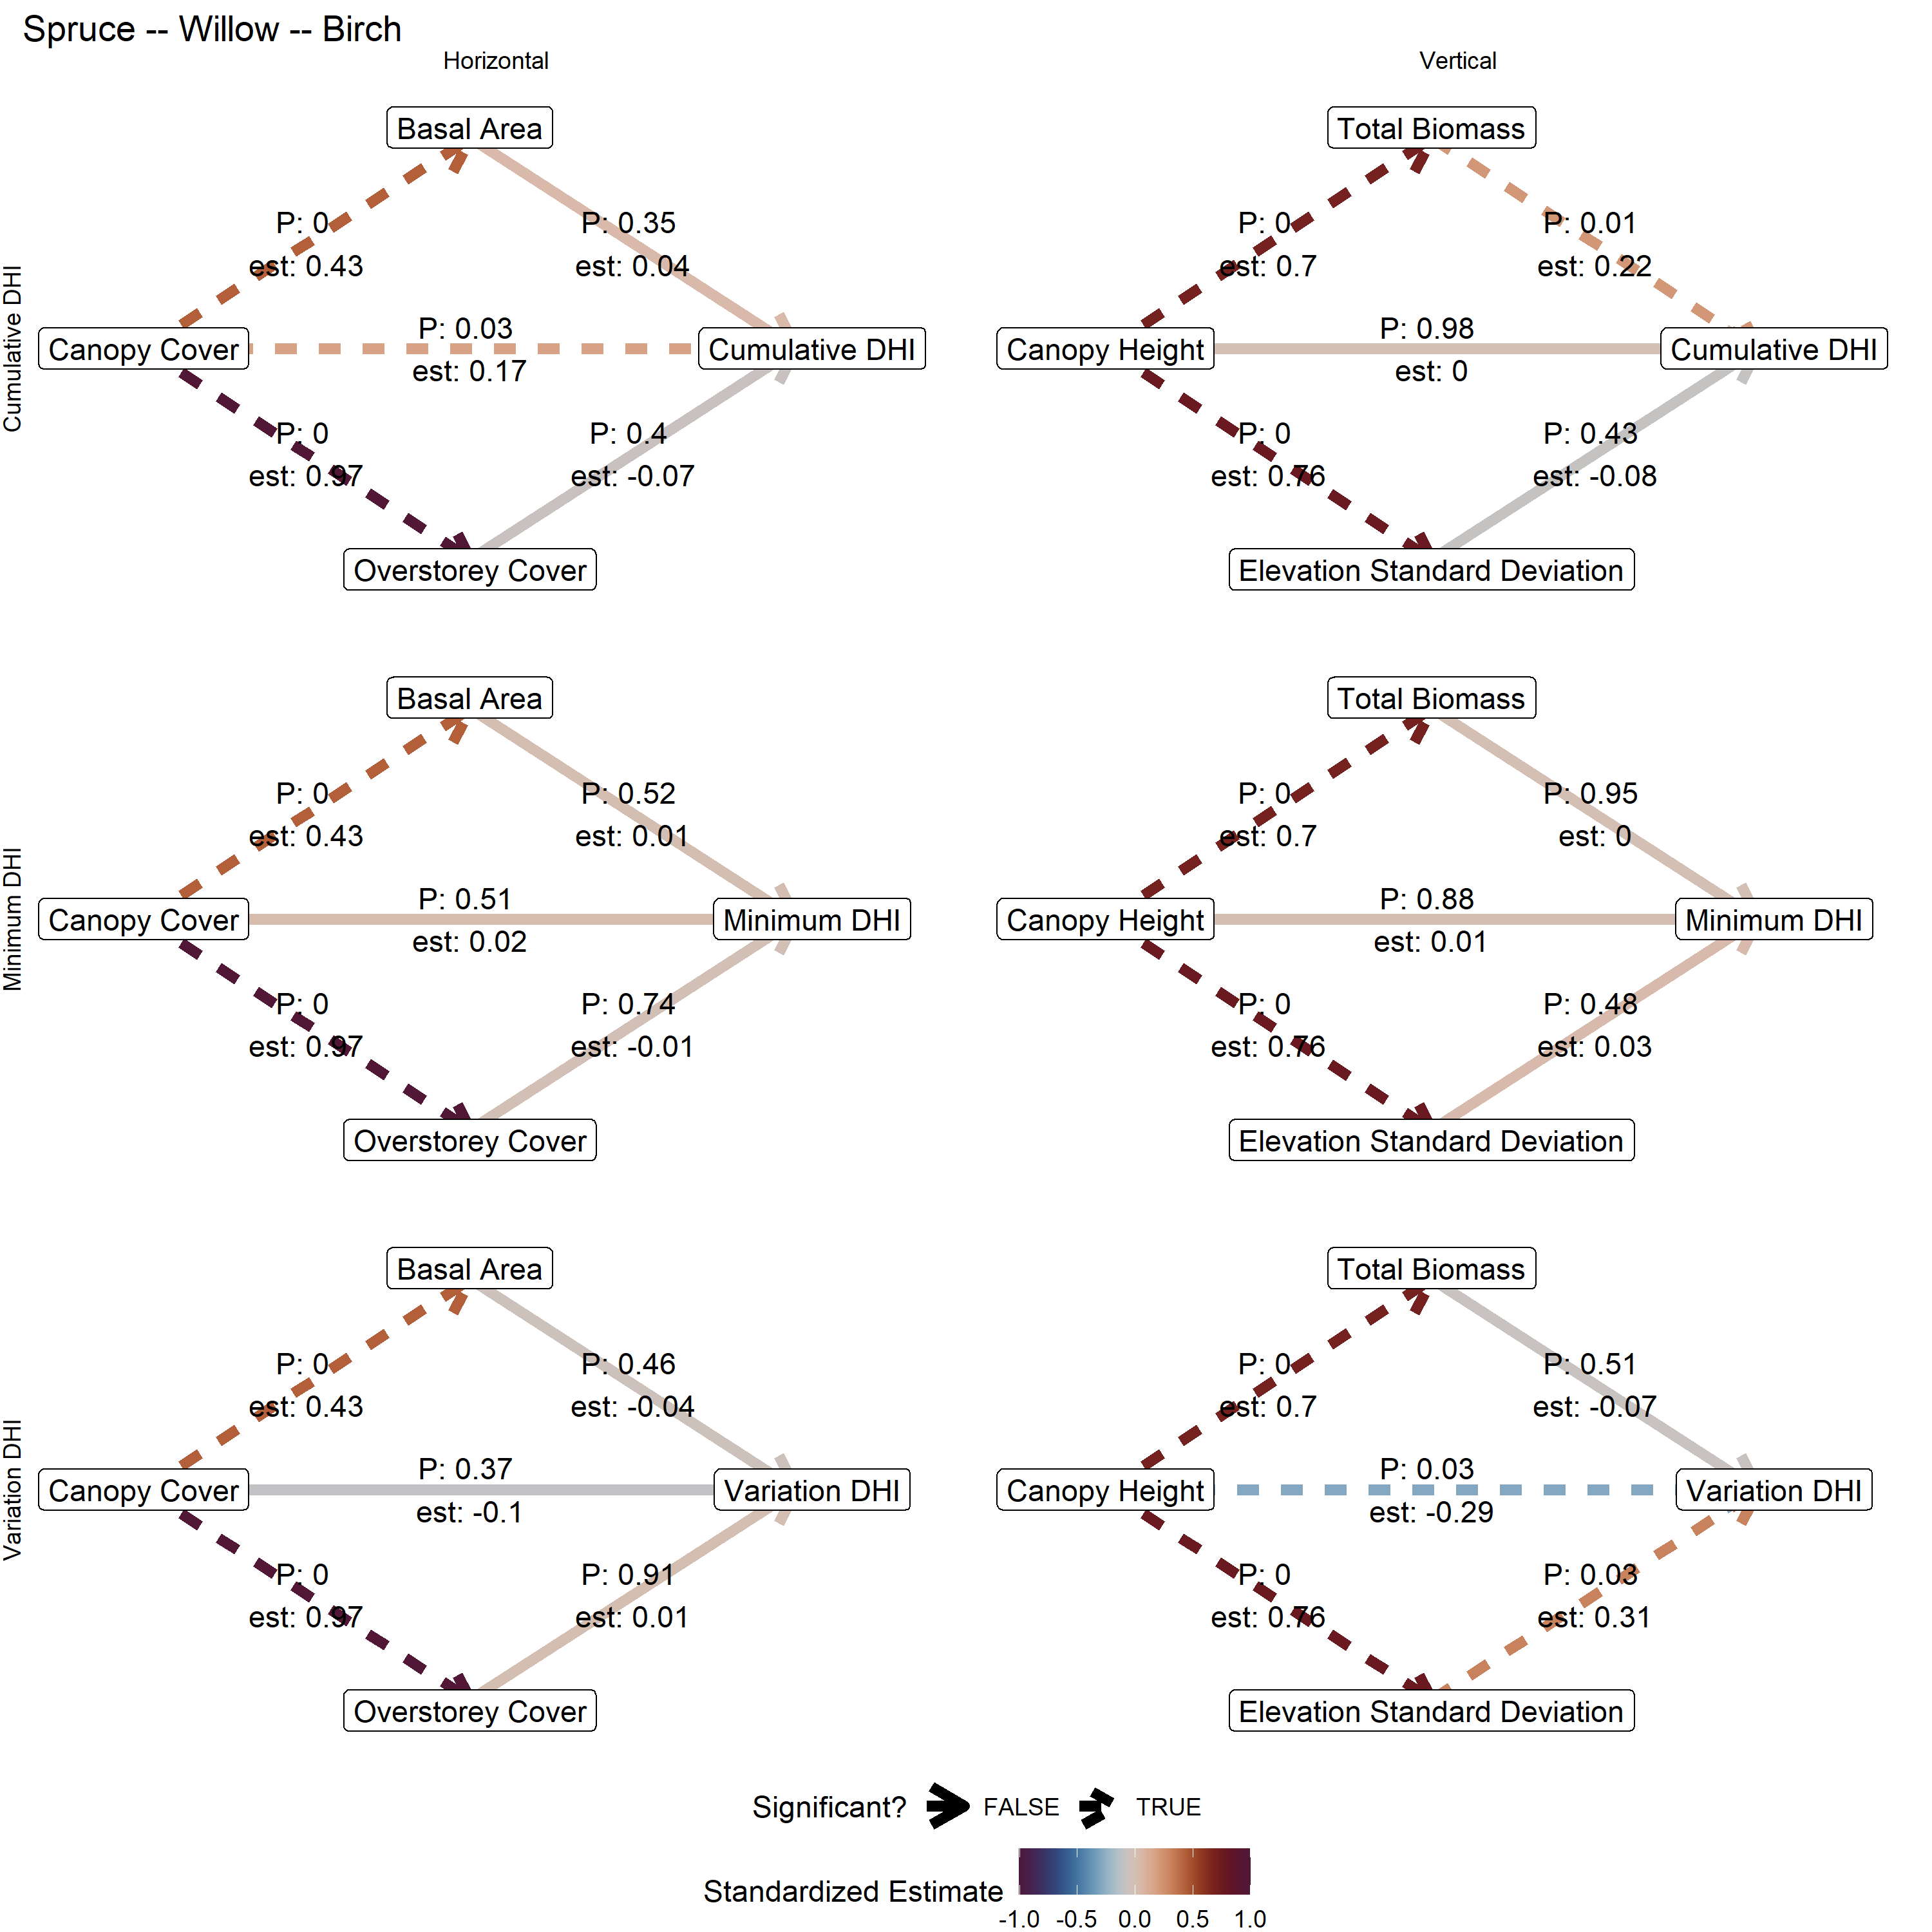 Spruce -- Willow -- Birch
Horizontal
Vertical
Cumulative DHI
Basal Area
P: 0
est: 0.43
P: 0.35
est: 0.04
Canopy Cover
P: 0.03
est: 0.17
Cumulative DHI
P: 0
est: 0.97
P: 0.4
est: -0.07
Overstorey Cover
Total Biomass
P: 0
est: 0.7
P: 0.01
est: 0.22
Canopy Height
P: 0.98
est: 0
Cumulative DHI
P: 0
est: 0.76
P: 0.43
est: -0.08
Elevation Standard Deviation
Minimum DHI
Basal Area
P: 0
est: 0.43
P: 0.52
est: 0.01
Canopy Cover
P: 0.51
est: 0.02
Minimum DHI
P: 0
est: 0.97
P: 0.74
est: -0.01
Overstorey Cover
Total Biomass
P: 0
est: 0.7
P: 0.95
est: 0
Canopy Height
P: 0.88
est: 0.01
Minimum DHI
P: 0
est: 0.76
P: 0.48
est: 0.03
Elevation Standard Deviation
Variation DHI
Basal Area
P: 0
est: 0.43
P: 0.46
est: -0.04
Canopy Cover
P: 0.37
est: -0.1
Variation DHI
P: 0
est: 0.97
P: 0.91
est: 0.01
Overstorey Cover
Total Biomass
P: 0
est: 0.7
P: 0.51
est: -0.07
Canopy Height
P: 0.03
est: -0.29
Variation DHI
P: 0
est: 0.76
P: 0.03
est: 0.31
Elevation Standard Deviation
Significant? FALSE TRUE
Standardized Estimate
-1.0 -0.5 0.0 0.5 1.0